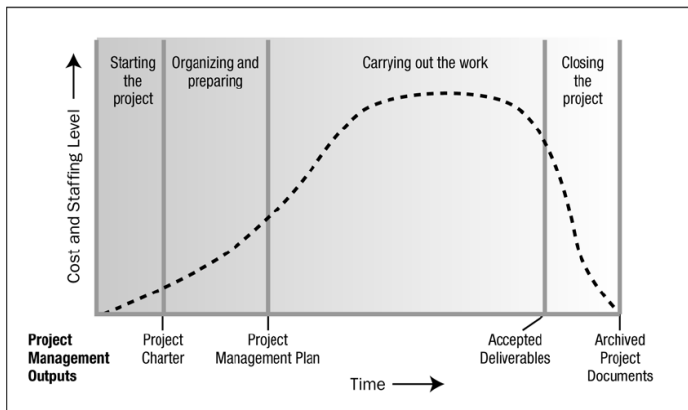 Starting
the
project
Organizing and
preparing
Carrying out the work
Closing
the
project
Cost and Staffing Level
Project
Management
Outputs
Project
Charter
Project
Management Plan
Accepted
Deliverables
Archived
Project
Documents
Time